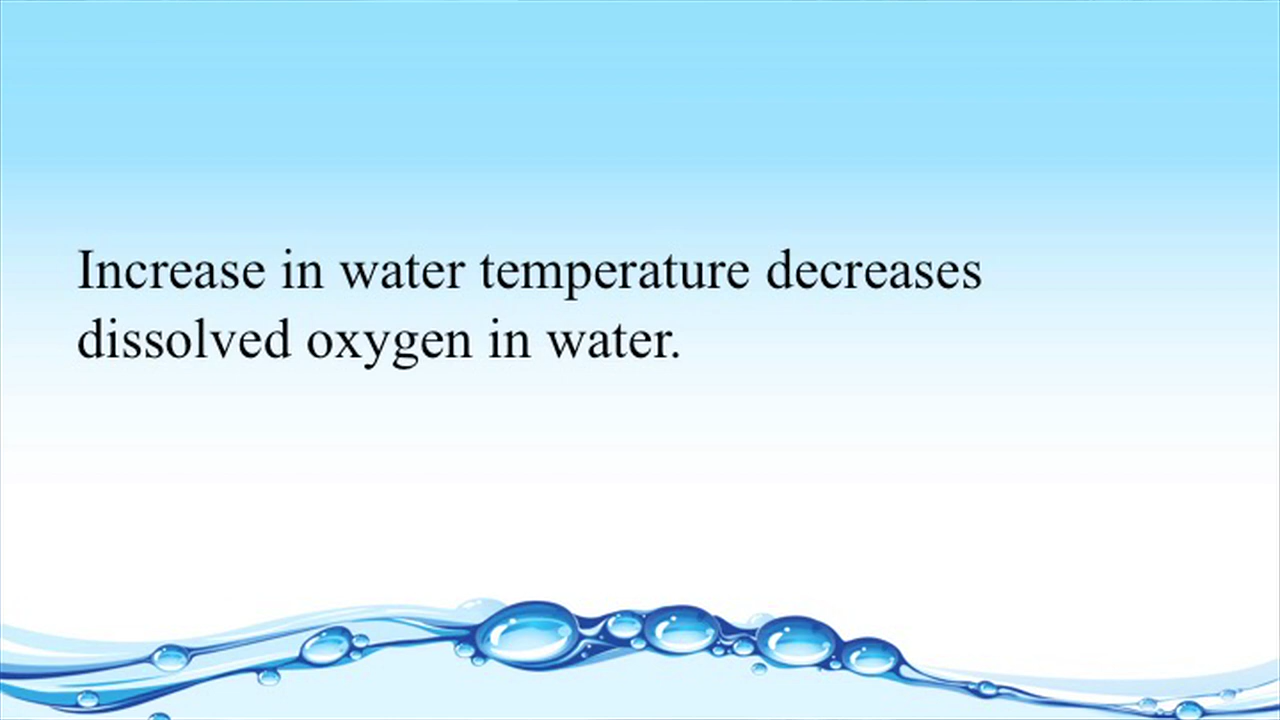 Increase in water temperature decreases
dissolved oxygen in water.